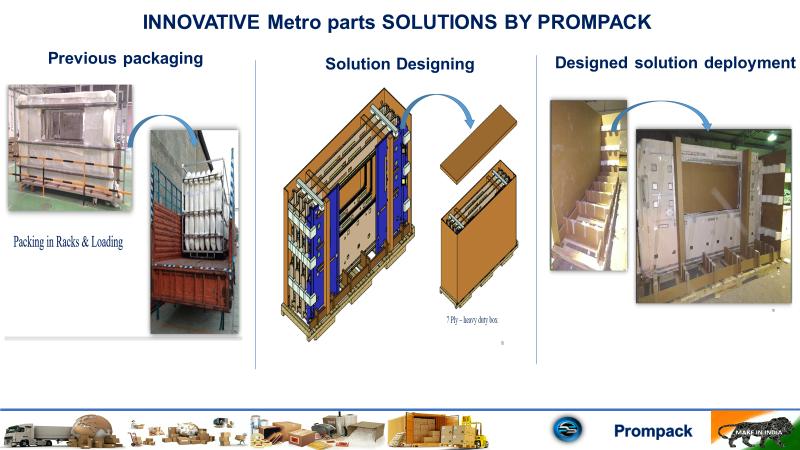 INNOVATIVE Metro parts SOLUTIONS BY PROMPACK
Previous packaging
Packing in Racks & Loading
Solution Designing
7 Ply – heavy duty box
Designed solution deployment
Prompack
MAKE IN INDIA